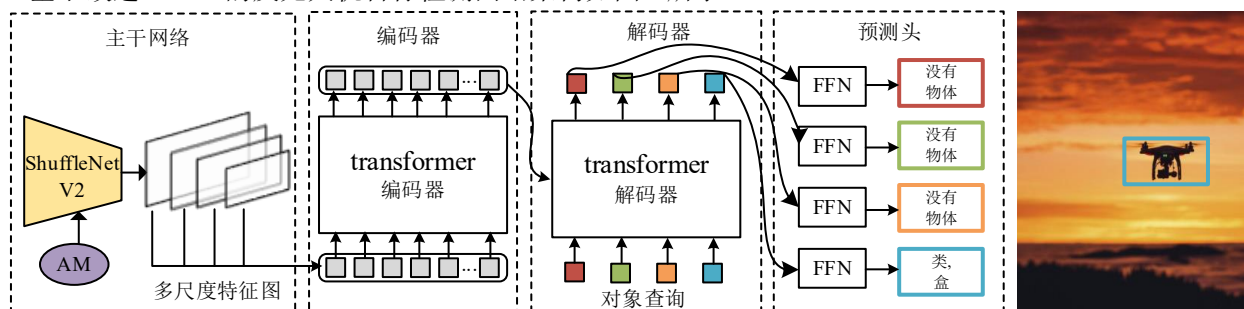 主干网络
ShuffleNet
V2
AM
多尺度特征图
编码器
...
transformer
编码器
...
解码器
transformer
解码器
对象查询
预测头
FFN
没有
物体
FFN
没有
物体
FFN
没有
物体
FFN
类,
盒